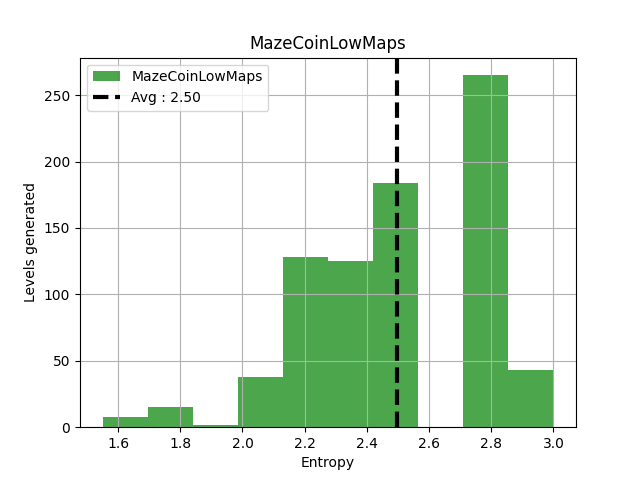 MazeCoinLowMaps
MazeCoinLowMaps
Avg : 2.50
Levels generated
250
200
150
100
50
0
1.6 1.8 2.0 2.2 2.4 2.6 2.8 3.0
Entropy